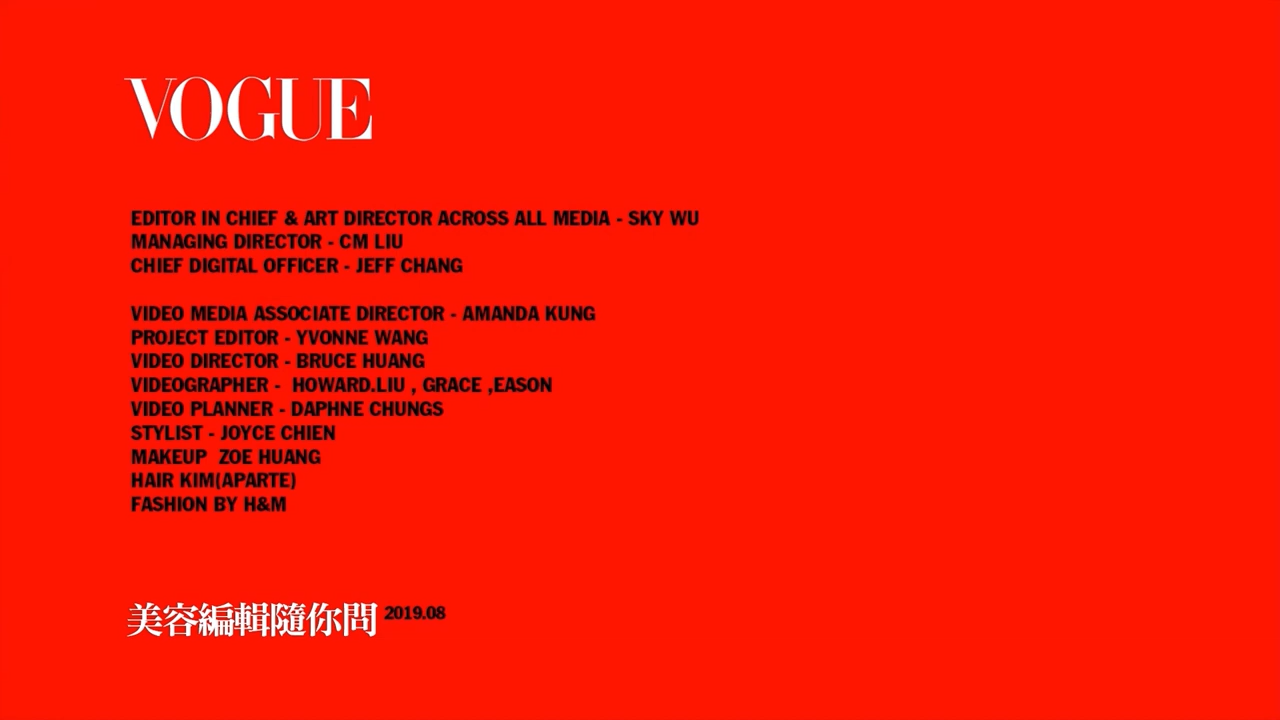 VOGUE
EDITOR IN CHIEF & ART DIRECTOR ACROSS ALL MEDIA - SKY WU
MANAGING DIRECTOR - CM LIU
CHIEF DIGITAL OFFICER - JEFF CHANG
VIDEO MEDIA ASSOCIATE DIRECTOR - AMANDA KUNG
PROJECT EDITOR - YVONNE WANG
VIDEO DIRECTOR - BRUCE HUANG
VIDEOGRAPHER -  HOWARD.LIU , GRACE ,EASON
VIDEO PLANNER - DAPHNE CHUNGS
STYLIST - JOYCE CHIEN
MAKEUP  ZOE HUANG
HAIR KIM(APARTE)
FASHION BY H&M
美容編輯隨你問 2019.08